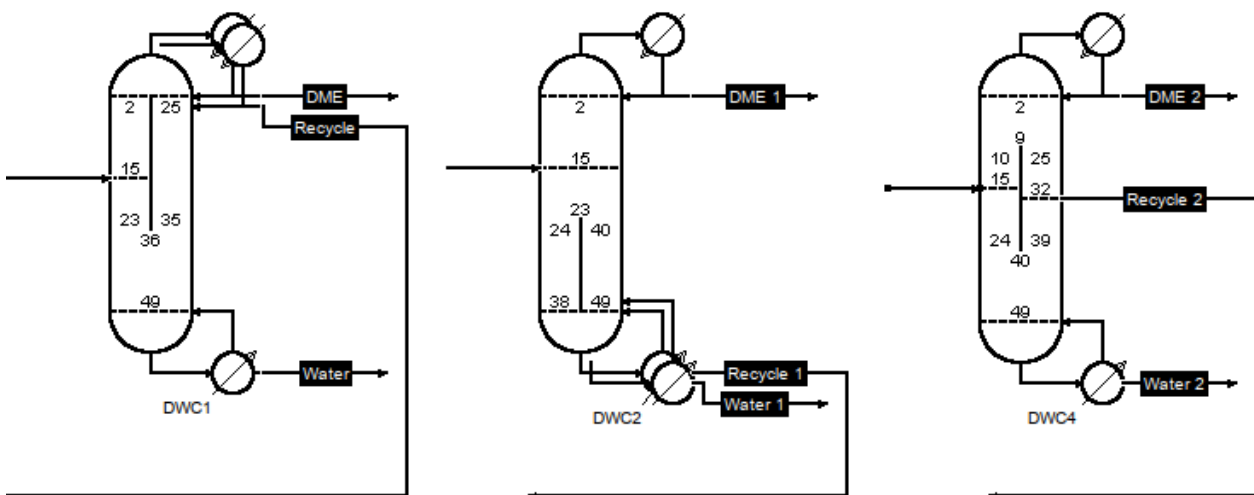 DME
2 25
Recycle
15
23 35
36
49
Water
DWC1
DME 1
2
15
23
24 40
38 49
Recycle 1
Water 1
DWC2
DME 2
2
9
10 25
15 32
Recycle 2
24 39
40
49
Water 2
DWC4